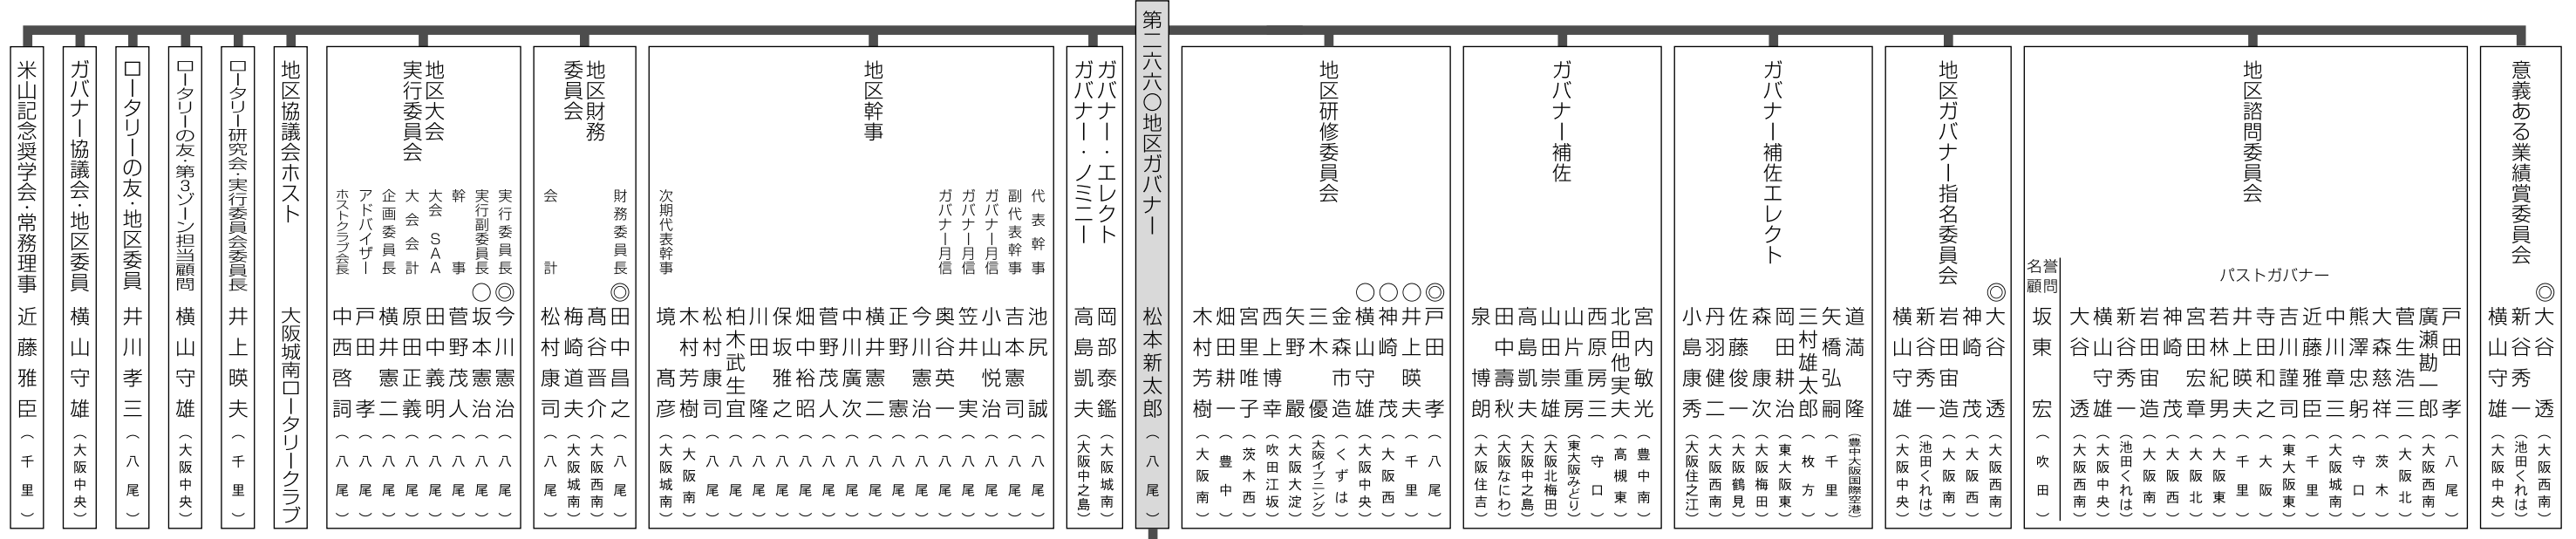 意義ある業績賞委員会
◎大谷透（大阪西南）
新谷秀一（池田くれは）
横山守雄（大阪中央）
地区諮問委員会
パストガバナー
戸田孝（八尾）
廣瀬勘一郎（大阪西南）
菅生浩三（大阪北）
大森慈祥（茨木）
熊澤忠躬（守口）
中川章三（大阪城南）
近藤雅臣（千里）
吉川謹司（東大阪東）
寺田和之（大阪）
井上暎夫（千里）
若林紀男（大阪東）
宮田宏章（大阪北）
神崎茂（大阪西）
岩田宙造（大阪南）
新谷秀一（池田くれは）
横山守雄（大阪中央）
大谷透（大阪西南）
名誉顧問
坂東宏（吹田）
地区ガバナー指名委員会
◎大谷透（大阪西南）
神崎茂（大阪西）
岩田宙造（大阪南）
新谷秀一（池田くれは）
横山守雄（大阪中央）
ガバナー補佐エレクト
道満隆（豊中大阪国際空港）
矢橋弘嗣（千里）
三村雄太郎（枚方）
岡田耕治（東大阪東）
森康次（大阪梅田）
佐藤俊一（大阪鶴見）
丹羽健二（大阪西南）
小島康秀（大阪住之江）
ガバナー補佐
宮内敏光（豊中南）
北田他実夫（高槻東）
西原房三（守口）
山片重房（東大阪みどり）
山田崇雄（大阪北梅田）
高島凱夫（大阪中之島）
田中壽秋（大阪なにわ）
泉博朗（大阪住吉）
地区研修委員会
◎戸田孝（八尾）
○井上暎夫（千里）
○神崎茂（大阪西）
○横山守雄（大阪中央）
金森市造（くずは）
三木優（大阪イブニング）
矢野嚴（大阪大淀）
西上博幸（吹田江坂）
宮里唯子（茨木西）
畑田耕一（豊中）
木村芳樹（大阪南）
第二六六〇地区ガバナー　松本新太郎（八尾）
ガバナー・エレクト　岡部泰鑑（大阪城南）
ガバナー・ノミニー　高島凱夫（大阪中之島）
地区幹事
代表幹事　池尻誠（八尾）
副代表幹事　吉本憲司（八尾）
ガバナー月信　小山悦治（八尾）
ガバナー月信　笠井実（八尾）
ガバナー月信　奥谷英一（八尾）
今川憲治（八尾）
正野憲（八尾）
横井憲二（八尾）
中川廣次（八尾）
菅野茂人（八尾）
畑中裕昭（八尾）
保坂雅之（八尾）
川田隆（八尾）
柏木武生宜（八尾）
松村康司（八尾）
木村芳樹（大阪南）
次期代表幹事　境髙彦（大阪城南）
地区財務
委員会
財務委員長　◎田中昌之（八尾）
髙谷晋介（大阪西南）
梅崎道夫（大阪城南）
会計　松村康司（八尾）
地区大会
実行委員会
実行委員長　◎今川憲治（八尾）
実行副委員長　○坂本憲治（八尾）
幹事　菅野茂人（八尾）
大会ＳＡＡ　田中義明（八尾）
大会会計　原田正義（八尾）
企画委員長　横井憲二（八尾）
アドバイザー　戸田孝（八尾）
ホストクラブ会長　中西啓詞（八尾）
地区協議会ホスト　大阪城南ロータリークラブ
ロータリー研究会・実行委員会委員長　井上暎夫（千里）
ロータリーの友・第3ゾーン担当顧問　横山守雄（大阪中央）
ロータリーの友・地区委員　井川孝三（八尾）
ガバナー協議会・地区委員　横山守雄（大阪中央）
米山記念奨学会・常務理事　近藤雅臣（千里）